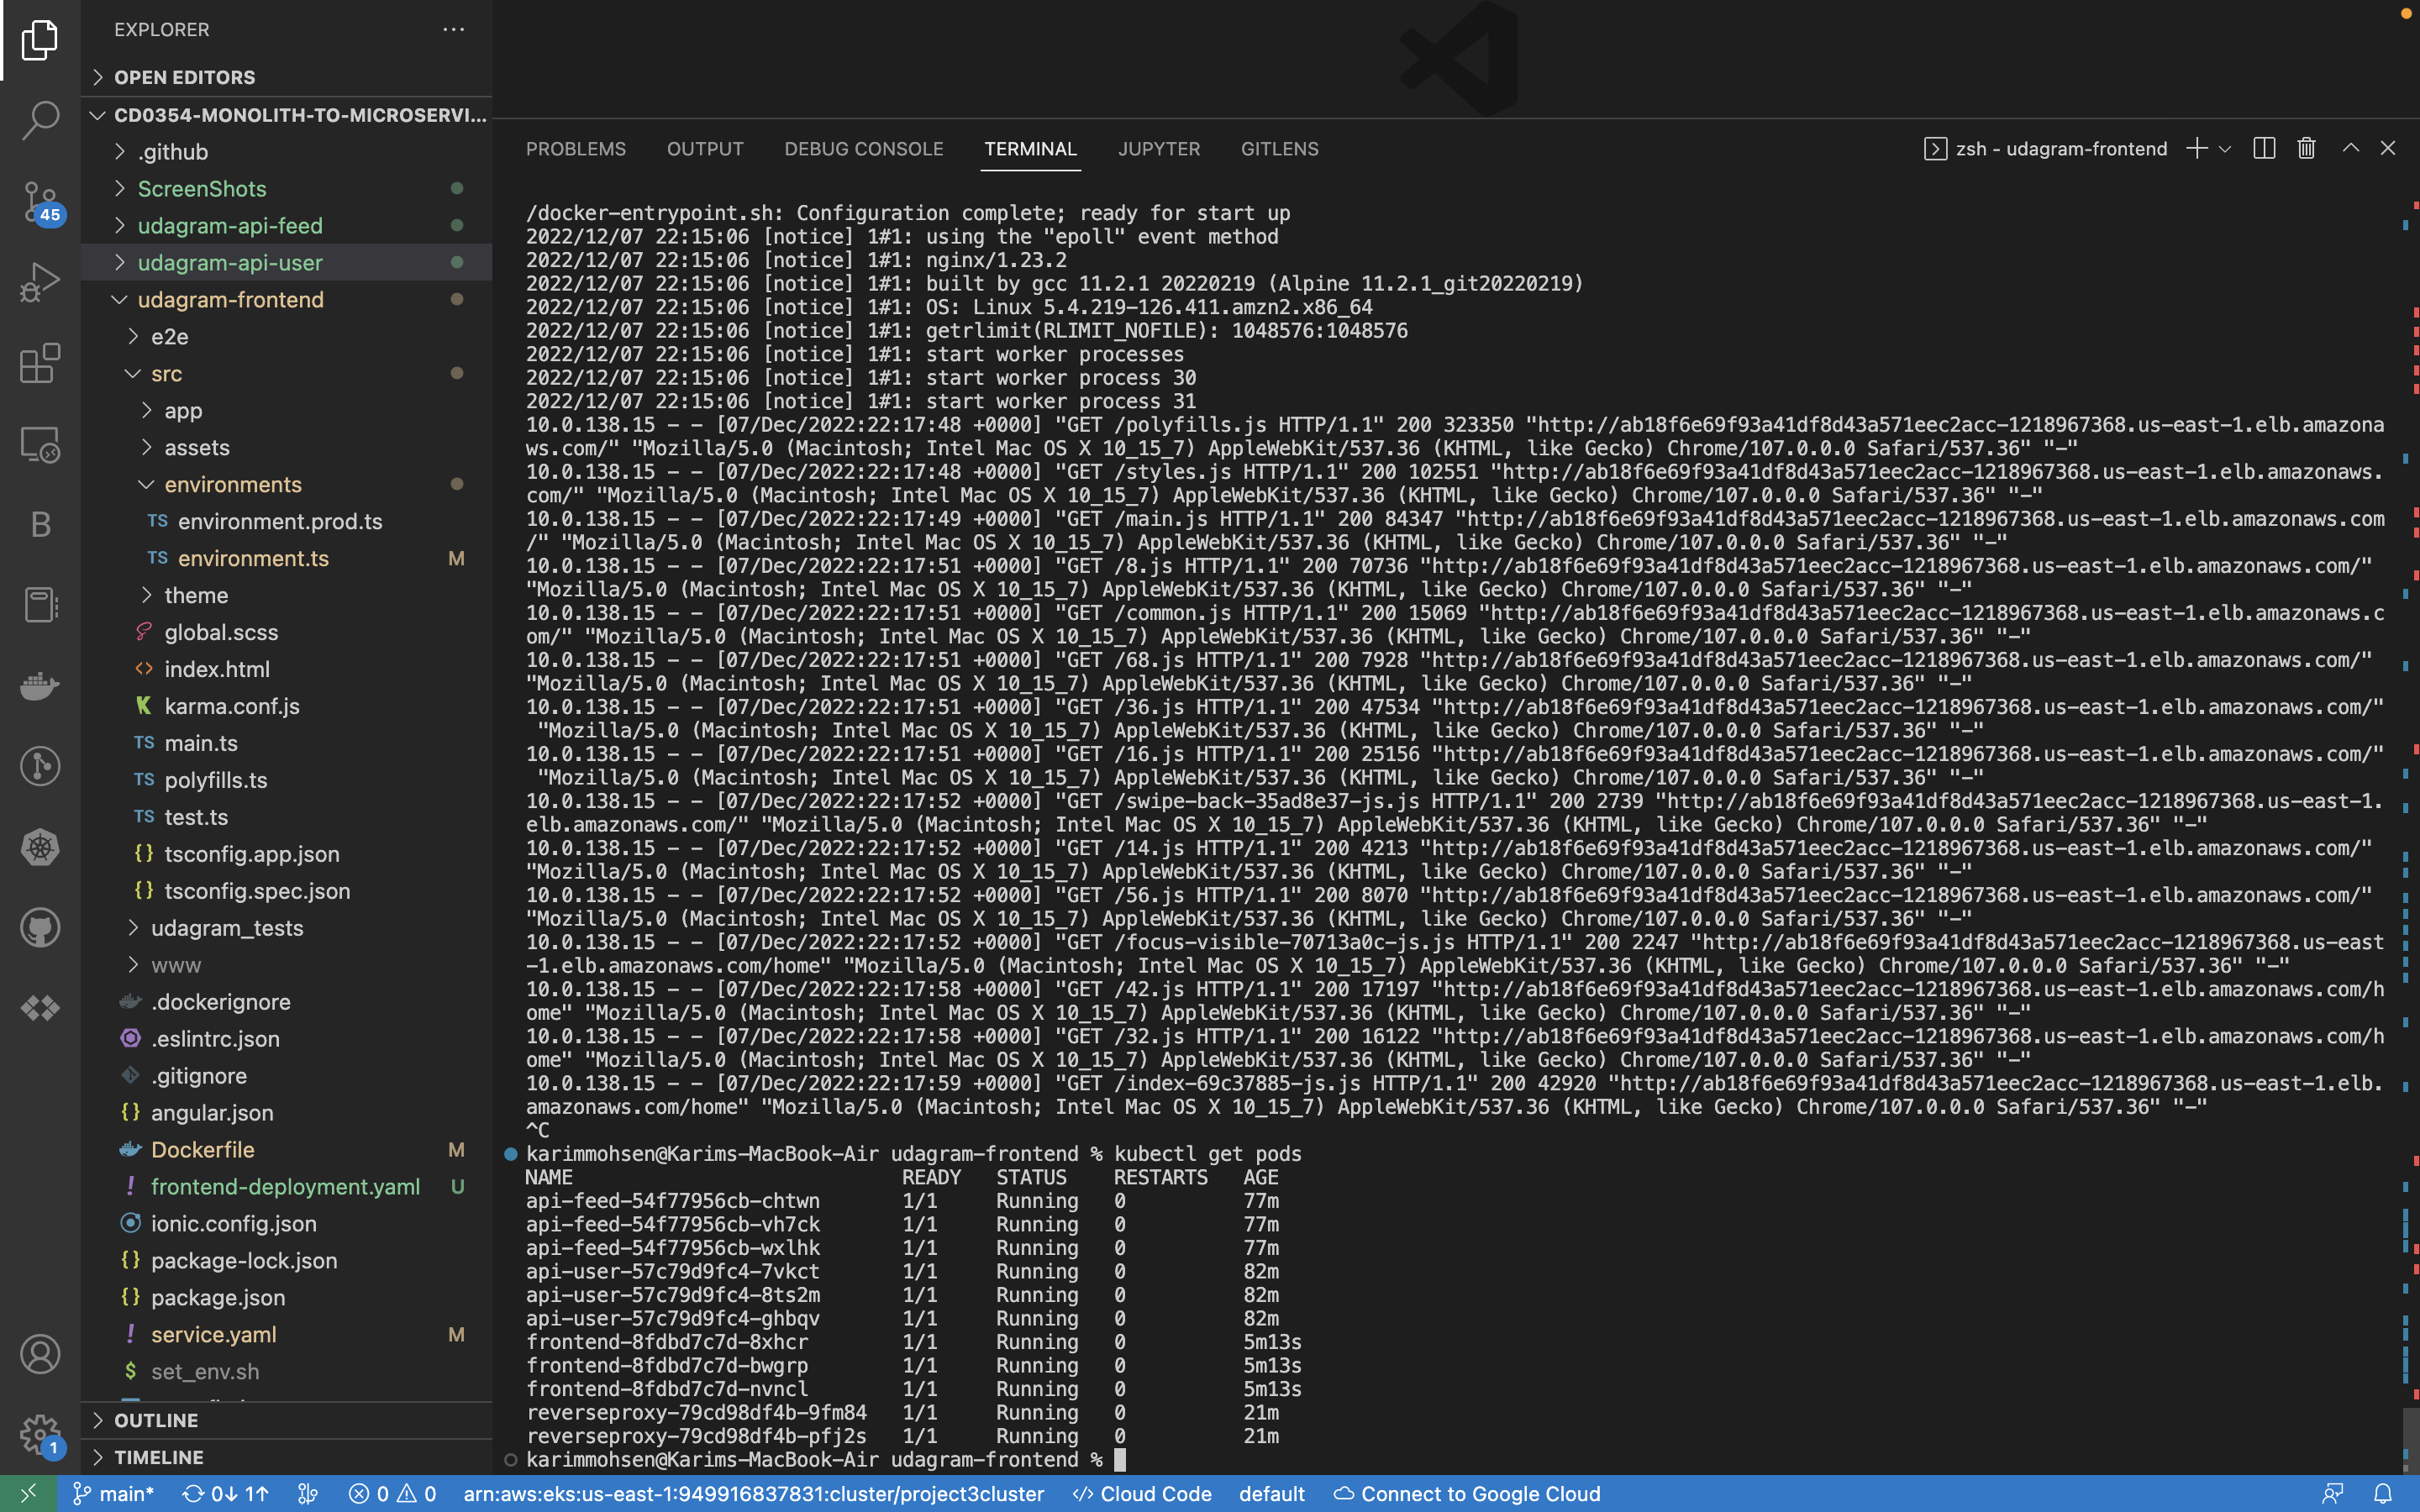 EXPLORER
OPEN EDITORS
CD0354-MONOLITH-TO-MICROSERVI...
.github
ScreenShots
udagram-api-feed
udagram-api-user
udagram-frontend
e2e
src
app
assets
environments
TS environment.prod.ts
TS environment.ts M
theme
global.scss
<> index.html
karma.conf.js
TS main.ts
TS polyfills.ts
TS test.ts
{} tsconfig.app.json
{} tsconfig.spec.json
udagram_tests
www
.dockerignore
.eslintrc.json
.gitignore
{} angular.json
Dockerfile M
! frontend-deployment.yaml U
ionic.config.json
{} package-lock.json
{} package.json
! service.yaml M
$ set_env.sh
OUTLINE
TIMELINE
45
B
1
PROBLEMS OUTPUT DEBUG CONSOLE TERMINAL JUPYTER GITLENS
zsh - udagram-frontend
/docker-entrypoint.sh: Configuration complete; ready for start up
2022/12/07 22:15:06 [notice] 1#1: using the "epoll" event method
2022/12/07 22:15:06 [notice] 1#1: nginx/1.23.2
2022/12/07 22:15:06 [notice] 1#1: built by gcc 11.2.1 20220219 (Alpine 11.2.1_git20220219)
2022/12/07 22:15:06 [notice] 1#1: OS: Linux 5.4.219-126.411.amzn2.x86_64
2022/12/07 22:15:06 [notice] 1#1: getrlimit(RLIMIT_NOFILE): 1048576:1048576
2022/12/07 22:15:06 [notice] 1#1: start worker processes
2022/12/07 22:15:06 [notice] 1#1: start worker process 30
2022/12/07 22:15:06 [notice] 1#1: start worker process 31
10.0.138.15 - - [07/Dec/2022:22:17:48 +0000] "GET /polyfills.js HTTP/1.1" 200 323350 "http://ab18f6e69f93a41df8d43a571eec2acc-1218967368.us-east-1.elb.amazona
ws.com/" "Mozilla/5.0 (Macintosh; Intel Mac OS X 10_15_7) AppleWebKit/537.36 (KHTML, like Gecko) Chrome/107.0.0.0 Safari/537.36" "-"
10.0.138.15 - - [07/Dec/2022:22:17:48 +0000] "GET /styles.js HTTP/1.1" 200 102551 "http://ab18f6e69f93a41df8d43a571eec2acc-1218967368.us-east-1.elb.amazonaws.
com/" "Mozilla/5.0 (Macintosh; Intel Mac OS X 10_15_7) AppleWebKit/537.36 (KHTML, like Gecko) Chrome/107.0.0.0 Safari/537.36" "-"
10.0.138.15 - - [07/Dec/2022:22:17:49 +0000] "GET /main.js HTTP/1.1" 200 84347 "http://ab18f6e69f93a41df8d43a571eec2acc-1218967368.us-east-1.elb.amazonaws.com
/" "Mozilla/5.0 (Macintosh; Intel Mac OS X 10_15_7) AppleWebKit/537.36 (KHTML, like Gecko) Chrome/107.0.0.0 Safari/537.36" "-"
10.0.138.15 - - [07/Dec/2022:22:17:51 +0000] "GET /8.js HTTP/1.1" 200 70736 "http://ab18f6e69f93a41df8d43a571eec2acc-1218967368.us-east-1.elb.amazonaws.com/"
"Mozilla/5.0 (Macintosh; Intel Mac OS X 10_15_7) AppleWebKit/537.36 (KHTML, like Gecko) Chrome/107.0.0.0 Safari/537.36" "-"
10.0.138.15 - - [07/Dec/2022:22:17:51 +0000] "GET /common.js HTTP/1.1" 200 15069 "http://ab18f6e69f93a41df8d43a571eec2acc-1218967368.us-east-1.elb.amazonaws.c
om/" "Mozilla/5.0 (Macintosh; Intel Mac OS X 10_15_7) AppleWebKit/537.36 (KHTML, like Gecko) Chrome/107.0.0.0 Safari/537.36" "-"
10.0.138.15 - - [07/Dec/2022:22:17:51 +0000] "GET /68.js HTTP/1.1" 200 7928 "http://ab18f6e69f93a41df8d43a571eec2acc-1218967368.us-east-1.elb.amazonaws.com/"
"Mozilla/5.0 (Macintosh; Intel Mac OS X 10_15_7) AppleWebKit/537.36 (KHTML, like Gecko) Chrome/107.0.0.0 Safari/537.36" "-"
10.0.138.15 - - [07/Dec/2022:22:17:51 +0000] "GET /36.js HTTP/1.1" 200 47534 "http://ab18f6e69f93a41df8d43a571eec2acc-1218967368.us-east-1.elb.amazonaws.com/"
"Mozilla/5.0 (Macintosh; Intel Mac OS X 10_15_7) AppleWebKit/537.36 (KHTML, like Gecko) Chrome/107.0.0.0 Safari/537.36" "-"
10.0.138.15 - - [07/Dec/2022:22:17:51 +0000] "GET /16.js HTTP/1.1" 200 25156 "http://ab18f6e69f93a41df8d43a571eec2acc-1218967368.us-east-1.elb.amazonaws.com/"
"Mozilla/5.0 (Macintosh; Intel Mac OS X 10_15_7) AppleWebKit/537.36 (KHTML, like Gecko) Chrome/107.0.0.0 Safari/537.36" "-"
10.0.138.15 - - [07/Dec/2022:22:17:52 +0000] "GET /swipe-back-35ad8e37-js.js HTTP/1.1" 200 2739 "http://ab18f6e69f93a41df8d43a571eec2acc-1218967368.us-east-1.
elb.amazonaws.com/" "Mozilla/5.0 (Macintosh; Intel Mac OS X 10_15_7) AppleWebKit/537.36 (KHTML, like Gecko) Chrome/107.0.0.0 Safari/537.36" "-"
10.0.138.15 - - [07/Dec/2022:22:17:52 +0000] "GET /14.js HTTP/1.1" 200 4213 "http://ab18f6e69f93a41df8d43a571eec2acc-1218967368.us-east-1.elb.amazonaws.com/"
"Mozilla/5.0 (Macintosh; Intel Mac OS X 10_15_7) AppleWebKit/537.36 (KHTML, like Gecko) Chrome/107.0.0.0 Safari/537.36" "-"
10.0.138.15 - - [07/Dec/2022:22:17:52 +0000] "GET /56.js HTTP/1.1" 200 8070 "http://ab18f6e69f93a41df8d43a571eec2acc-1218967368.us-east-1.elb.amazonaws.com/"
"Mozilla/5.0 (Macintosh; Intel Mac OS X 10_15_7) AppleWebKit/537.36 (KHTML, like Gecko) Chrome/107.0.0.0 Safari/537.36" "-"
10.0.138.15 - - [07/Dec/2022:22:17:52 +0000] "GET /focus-visible-70713a0c-js.js HTTP/1.1" 200 2247 "http://ab18f6e69f93a41df8d43a571eec2acc-1218967368.us-east
-1.elb.amazonaws.com/home" "Mozilla/5.0 (Macintosh; Intel Mac OS X 10_15_7) AppleWebKit/537.36 (KHTML, like Gecko) Chrome/107.0.0.0 Safari/537.36" "-"
10.0.138.15 - - [07/Dec/2022:22:17:58 +0000] "GET /42.js HTTP/1.1" 200 17197 "http://ab18f6e69f93a41df8d43a571eec2acc-1218967368.us-east-1.elb.amazonaws.com/h
ome" "Mozilla/5.0 (Macintosh; Intel Mac OS X 10_15_7) AppleWebKit/537.36 (KHTML, like Gecko) Chrome/107.0.0.0 Safari/537.36" "-"
10.0.138.15 - - [07/Dec/2022:22:17:58 +0000] "GET /32.js HTTP/1.1" 200 16122 "http://ab18f6e69f93a41df8d43a571eec2acc-1218967368.us-east-1.elb.amazonaws.com/h
ome" "Mozilla/5.0 (Macintosh; Intel Mac OS X 10_15_7) AppleWebKit/537.36 (KHTML, like Gecko) Chrome/107.0.0.0 Safari/537.36" "-"
10.0.138.15 - - [07/Dec/2022:22:17:59 +0000] "GET /index-69c37885-js.js HTTP/1.1" 200 42920 "http://ab18f6e69f93a41df8d43a571eec2acc-1218967368.us-east-1.elb.
amazonaws.com/home" "Mozilla/5.0 (Macintosh; Intel Mac OS X 10_15_7) AppleWebKit/537.36 (KHTML, like Gecko) Chrome/107.0.0.0 Safari/537.36" "-"
^C
karimmohsen@Karims-MacBook-Air udagram-frontend % kubectl get pods
NAME READY STATUS RESTARTS AGE
api-feed-54f77956cb-chtwn 1/1 Running 0 77m
api-feed-54f77956cb-vh7ck 1/1 Running 0 77m
api-feed-54f77956cb-wxlhk 1/1 Running 0 77m
api-user-57c79d9fc4-7vkct 1/1 Running 0 82m
api-user-57c79d9fc4-8ts2m 1/1 Running 0 82m
api-user-57c79d9fc4-ghbqv 1/1 Running 0 82m
frontend-8fdbd7c7d-8xhcr 1/1 Running 0 5m13s
frontend-8fdbd7c7d-bwgrp 1/1 Running 0 5m13s
frontend-8fdbd7c7d-nvncl 1/1 Running 0 5m13s
reverseproxy-79cd98df4b-9fm84 1/1 Running 0 21m
reverseproxy-79cd98df4b-pfj2s 1/1 Running 0 21m
karimmohsen@Karims-MacBook-Air udagram-frontend %
main* 0↓ 1↑ 0 0 arn:aws:eks:us-east-1:949916837831:cluster/project3cluster </> Cloud Code default Connect to Google Cloud